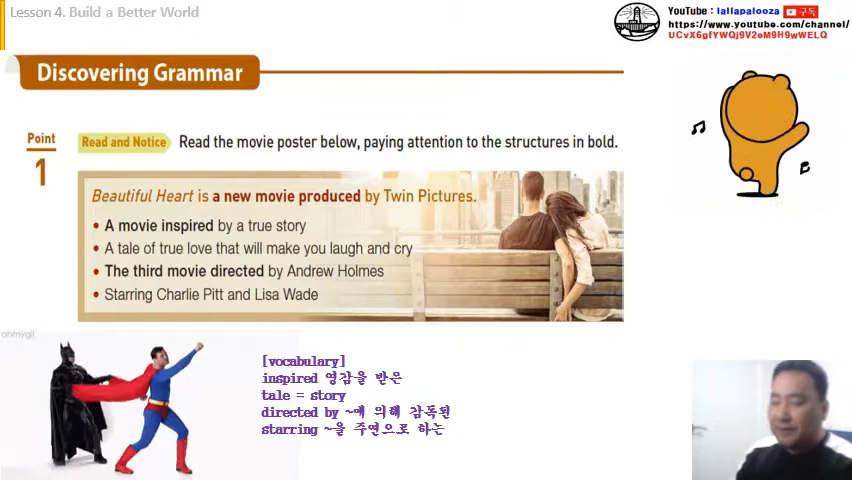 Lesson 4. Build a Better World
YouTube : lallapalooza 구독
https://www.youtube.com/channel/
UCvX6gfYWQj9V2eM9H9wWELQ
Discovering Grammar
Point
1
Read and Notice Read the movie poster below, paying attention to the structures in bold.
Beautiful Heart is a new movie produced by Twin Pictures.
• A movie inspired by a true story
• A tale of true love that will make you laugh and cry
• The third movie directed by Andrew Holmes
• Starring Charlie Pitt and Lisa Wade
ohmygll
[vocabulary]
inspired 영감을 받은
tale = story
directed by ~에 의해 감독된
starring ~을 주연으로 하는